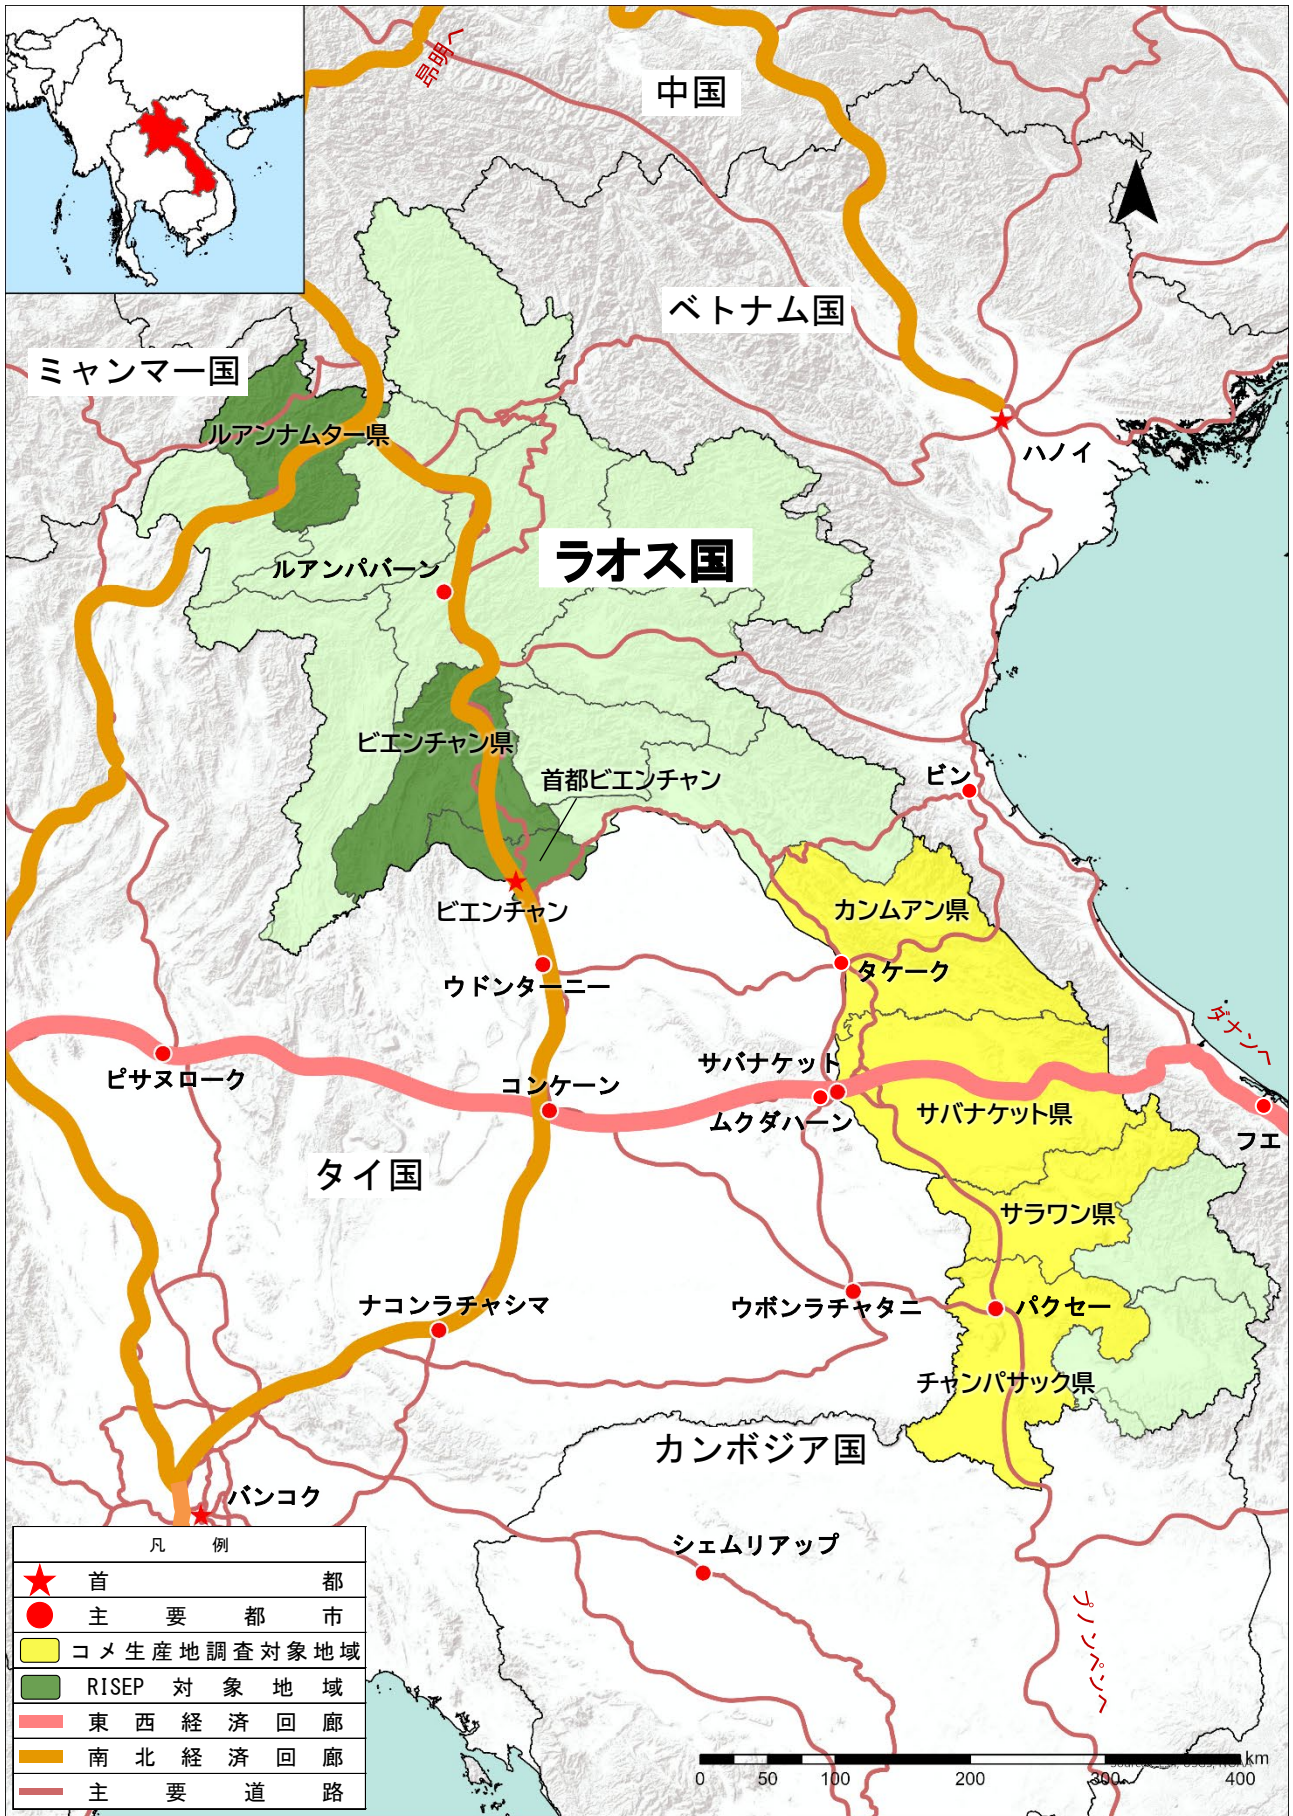 昆明へ
中国
N
ベトナム国
ミャンマー国
ルアンナムター県
ハノイ
ラオス国
ルアンパバーン
ビエンチャン県
首都ビエンチャン
ビン
ビエンチャン
カンムアン県
タケーク
ウドンターニー
ダナンへ
ピサヌローク
コンケーン
サバナケット
ムクダハーン
サバナケット県
フエ
タイ国
サラワン県
ナコンラチャシマ
ウボンラチャタニ
パクセー
チャンパサック県
カンボジア国
バンコク
シェムリアップ
プノンペンへ
凡 例
首 都
主 要 都 市
コメ生産地調査対象地域
RISEP 対 象 地 域
東 西 経 済 回 廊
南 北 経 済 回 廊
主 要 道 路
km
0 50 100 200 300 400